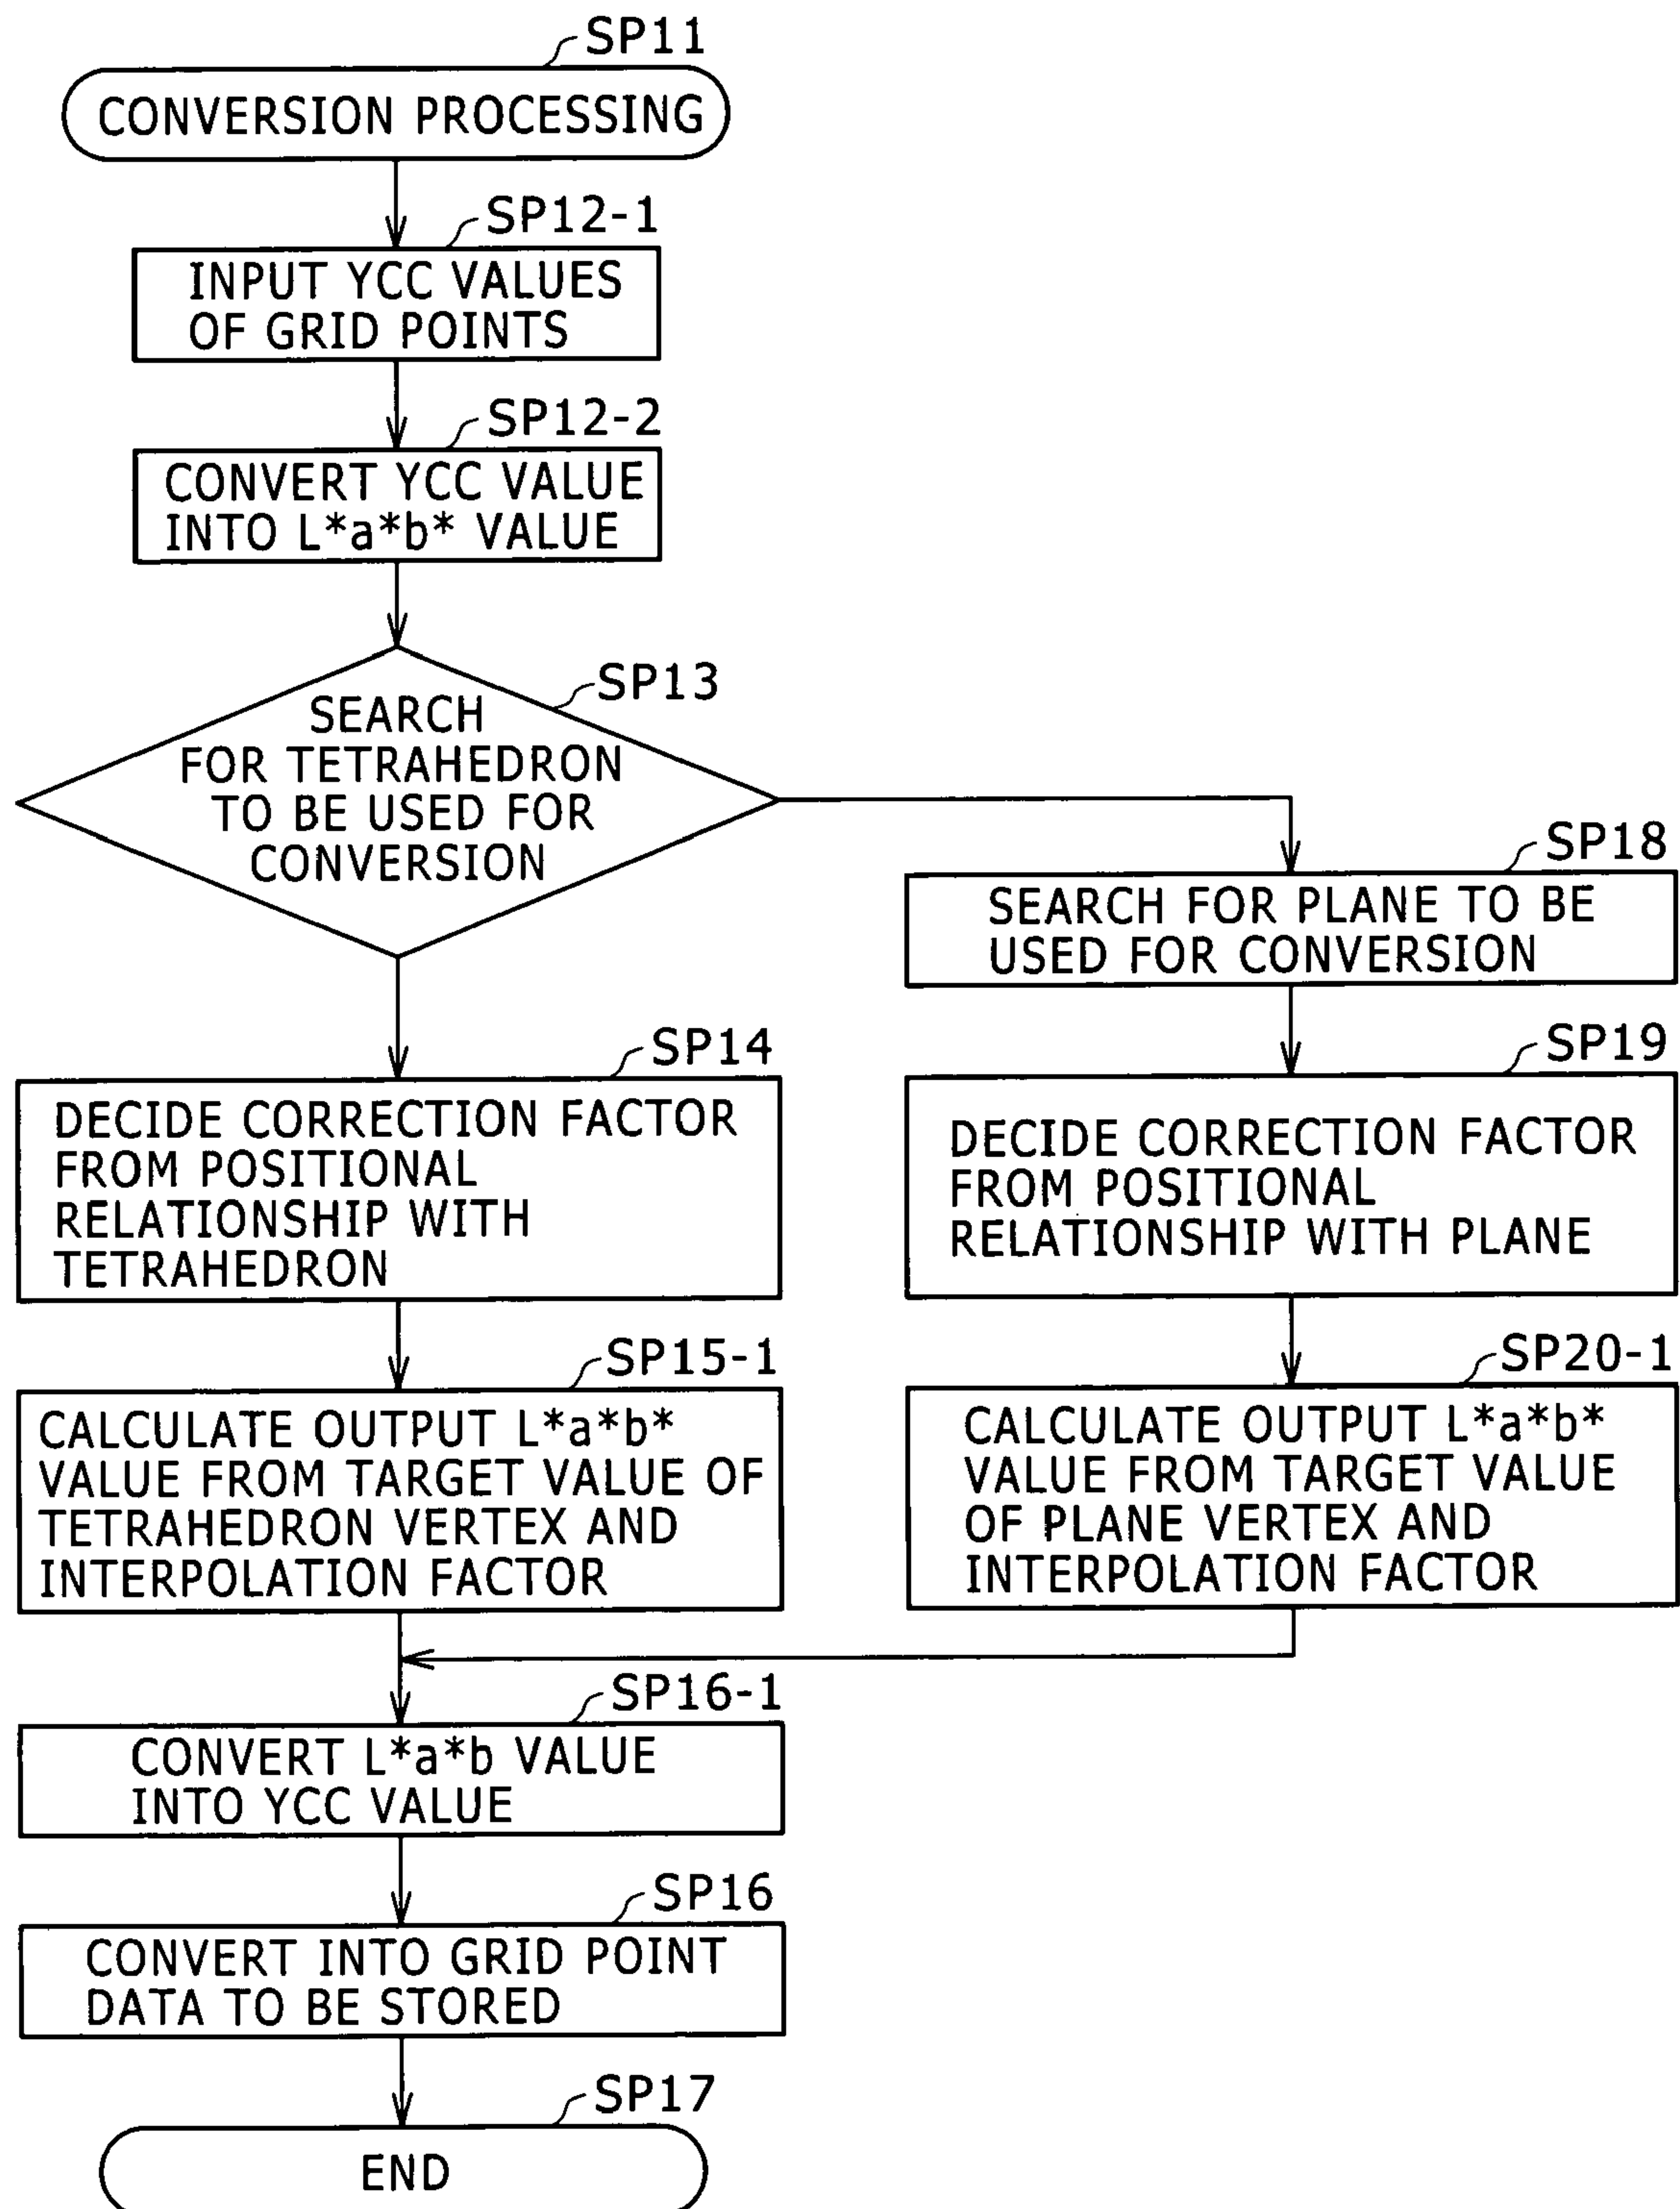 SP11
CONVERSION PROCESSING
SP12-1
INPUT YCC VALUES
OF GRID POINTS
SP12-2
CONVERT YCC VALUE
INTO L*a*b* VALUE
SP13
SEARCH
FOR TETRAHEDRON
TO BE USED FOR
CONVERSION
SP18
SEARCH FOR PLANE TO BE
USED FOR CONVERSION
SP14
DECIDE CORRECTION FACTOR
FROM POSITIONAL
RELATIONSHIP WITH
TETRAHEDRON
SP19
DECIDE CORRECTION FACTOR
FROM POSITIONAL
RELATIONSHIP WITH PLANE
SP15-1
CALCULATE OUTPUT L*a*b*
VALUE FROM TARGET VALUE OF
TETRAHEDRON VERTEX AND
INTERPOLATION FACTOR
SP20-1
CALCULATE OUTPUT L*a*b*
VALUE FROM TARGET VALUE
OF PLANE VERTEX AND
INTERPOLATION FACTOR
SP16-1
CONVERT L*a*b VALUE
INTO YCC VALUE
SP16
CONVERT INTO GRID POINT
DATA TO BE STORED
SP17
END